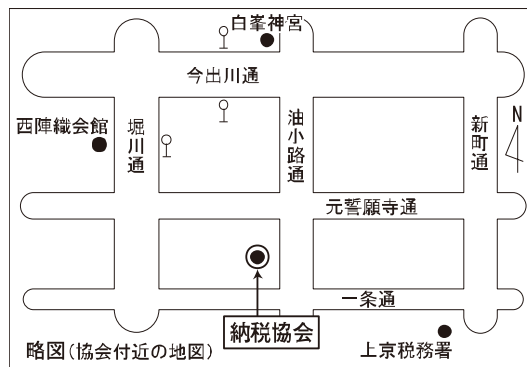 白峯神宮
今出川通
西陣織会館
堀川通
油小路通
新町通
N
元誓願寺通
一条通
納税協会
略図(協会付近の地図)
上京税務署